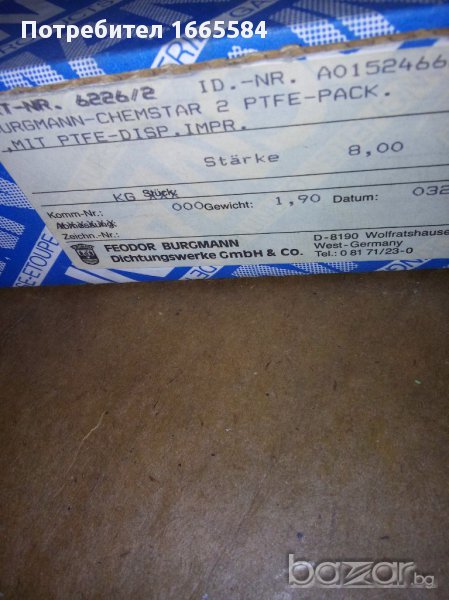 Потребител 1665584
T-NR. 6226/2 ID.-NR. A0152466
BURGMANN-CHEMSTAR 2 PTFE-PACK.
MIT PTFE-DISP.IMPR.
Stärke 8,00
KG Stück
Komm-Nr.: 000 Gewicht: 1,90 Datum: 032
Zeichn.-Nr.:
FEODOR BURGMANN
Dichtungswerke GmbH & Co.
D-8190 Wolfratshause
West-Germany
Tel.: 0 81 71/23-0
bazar.bg